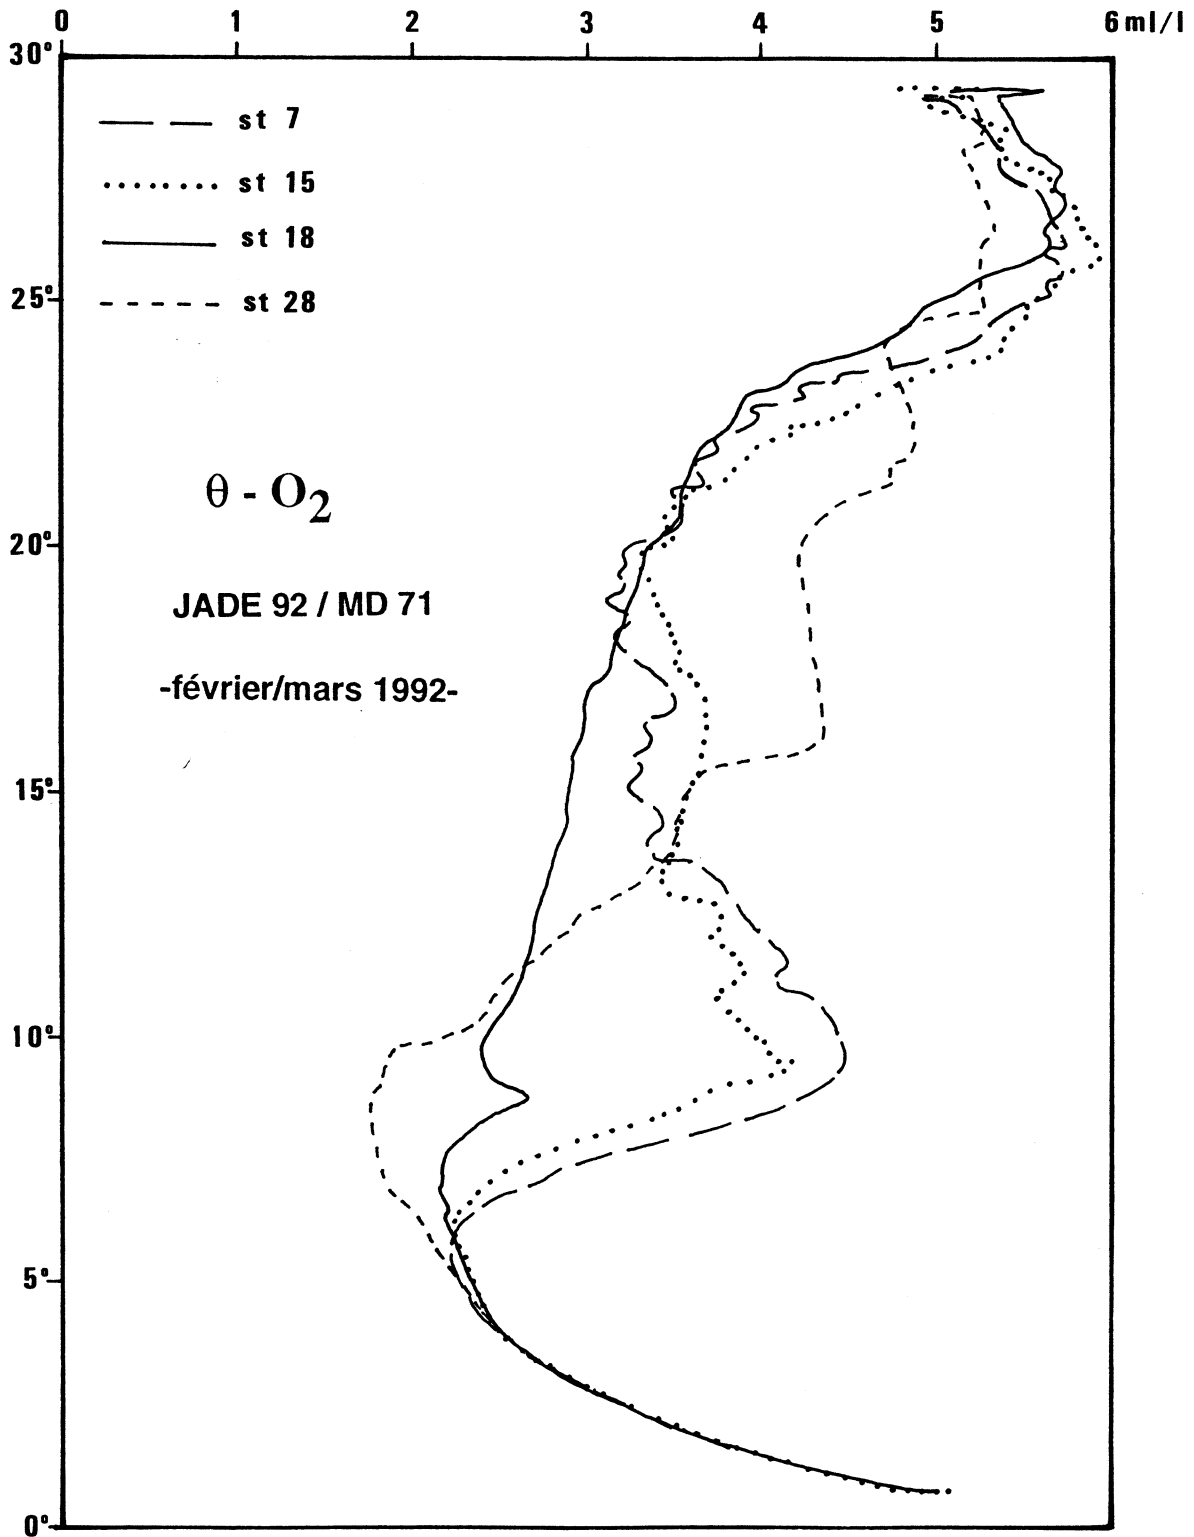 0 1 2 3 4 5 6 ml/l
30°
st 7
st 15
st 18
st 28
25°
θ - O₂
20°
JADE 92 / MD 71
-février/mars 1992-
15°
10°
5°
0°